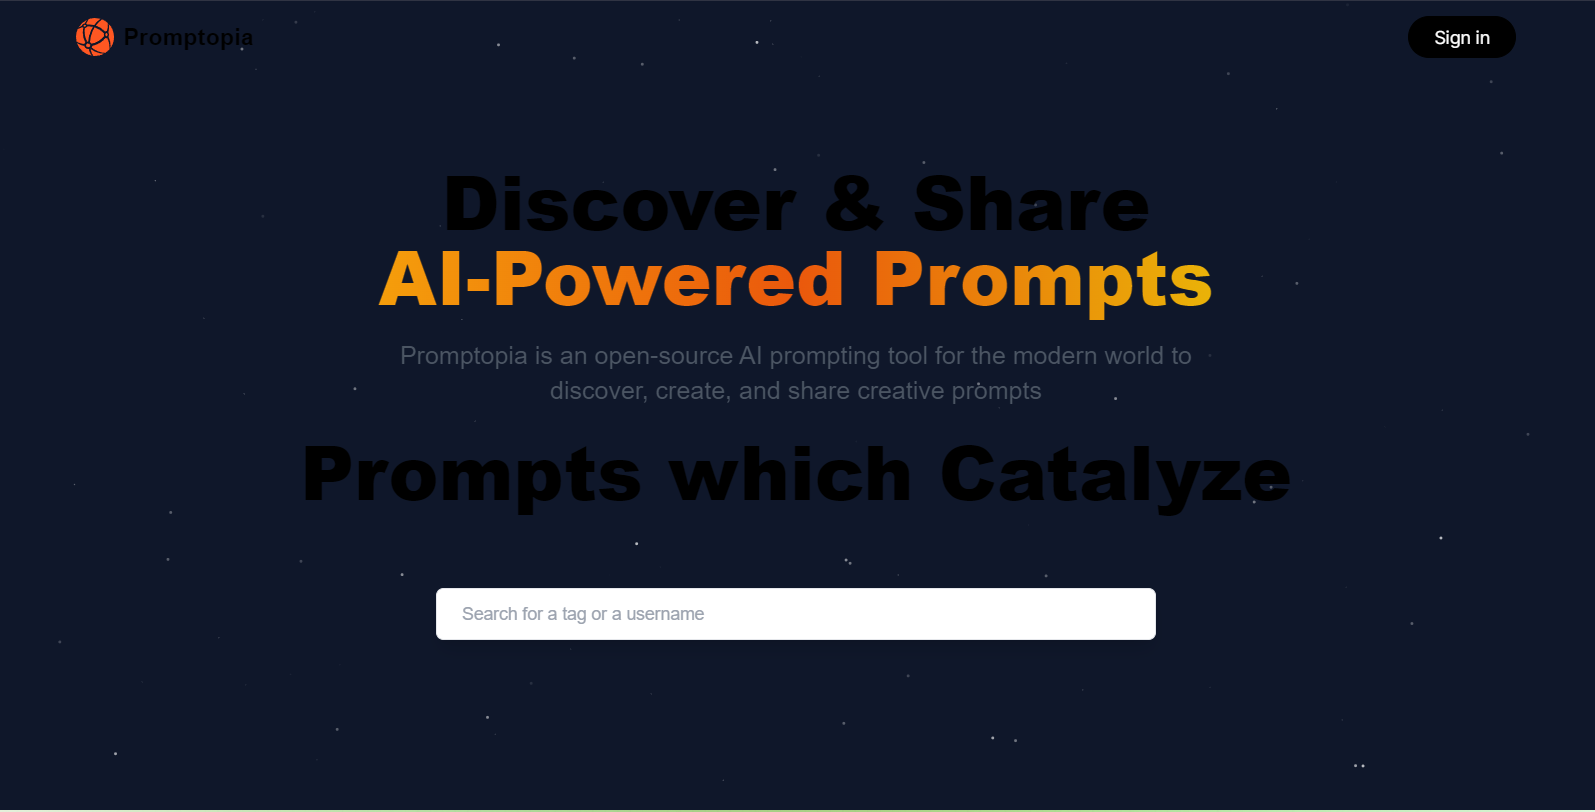 Promptopia
Sign in
Discover & Share
AI-Powered Prompts
Promptopia is an open-source AI prompting tool for the modern world to
discover, create, and share creative prompts
Prompts which Catalyze
Search for a tag or a username